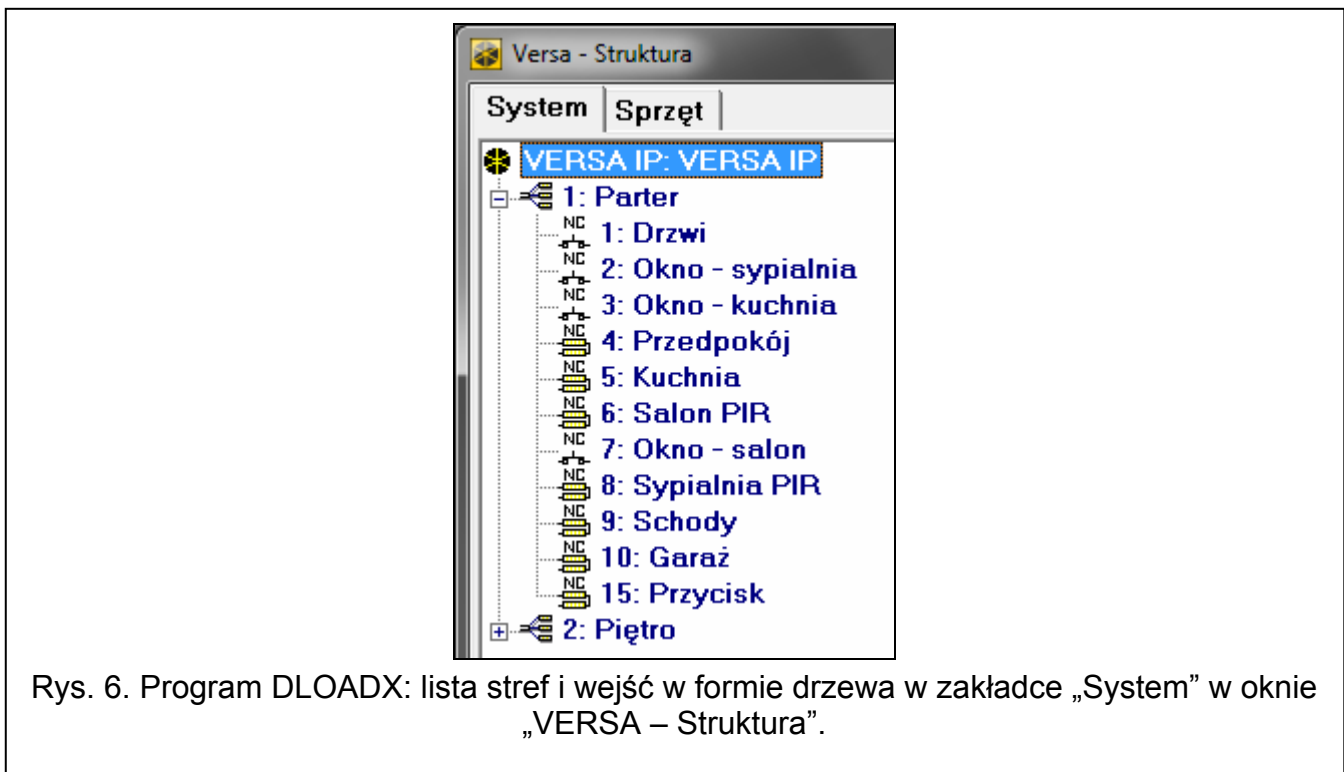 Versa - Struktura
System Sprzęt
VERSA IP: VERSA IP
1: Parter
NC 1: Drzwi
NC 2: Okno - sypialnia
NC 3: Okno - kuchnia
NC 4: Przedpokój
NC 5: Kuchnia
NC 6: Salon PIR
NC 7: Okno - salon
NC 8: Sypialnia PIR
NC 9: Schody
NC 10: Garaż
NC 15: Przycisk
2: Piętro
Rys. 6. Program DLOADX: lista stref i wejść w formie drzewa w zakładce „System” w oknie
„VERSA – Struktura”.